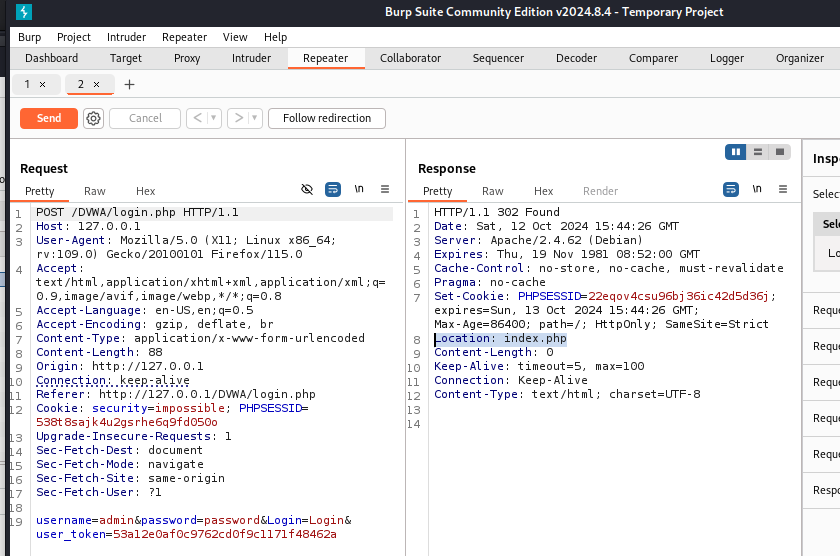 Burp Suite Community Edition v2024.8.4 - Temporary Project
Burp Project Intruder Repeater View Help
Dashboard Target Proxy Intruder Repeater Collaborator Sequencer Decoder Comparer Logger Organizer
1 × 2 × +
Send Cancel < > Follow redirection
Request
Pretty Raw Hex \n
1 POST /DVWA/login.php HTTP/1.1
2 Host: 127.0.0.1
3 User-Agent: Mozilla/5.0 (X11; Linux x86_64;
rv:109.0) Gecko/20100101 Firefox/115.0
4 Accept:
text/html,application/xhtml+xml,application/xml;q=
0.9,image/avif,image/webp,*/*;q=0.8
5 Accept-Language: en-US,en;q=0.5
6 Accept-Encoding: gzip, deflate, br
7 Content-Type: application/x-www-form-urlencoded
8 Content-Length: 88
9 Origin: http://127.0.0.1
10 Connection: keep-alive
11 Referer: http://127.0.0.1/DVWA/login.php
12 Cookie: security=impossible; PHPSESSID=
538t8sajk4u2gsrhe6q9fd050o
13 Upgrade-Insecure-Requests: 1
14 Sec-Fetch-Dest: document
15 Sec-Fetch-Mode: navigate
16 Sec-Fetch-Site: same-origin
17 Sec-Fetch-User: ?1
18
19 username=admin&password=password&Login=Login&
user_token=53a12e0af0c9762cd0f9c1171f48462a
Response
Pretty Raw Hex Render \n
1 HTTP/1.1 302 Found
2 Date: Sat, 12 Oct 2024 15:44:26 GMT
3 Server: Apache/2.4.62 (Debian)
4 Expires: Thu, 19 Nov 1981 08:52:00 GMT
5 Cache-Control: no-store, no-cache, must-revalidate
6 Pragma: no-cache
7 Set-Cookie: PHPSESSID=22eqov4csu96bj36ic42d5d36j;
expires=Sun, 13 Oct 2024 15:44:26 GMT;
Max-Age=86400; path=/; HttpOnly; SameSite=Strict
8 Location: index.php
9 Content-Length: 0
10 Keep-Alive: timeout=5, max=100
11 Connection: Keep-Alive
12 Content-Type: text/html; charset=UTF-8
13
14
Insp
Selec
Sel
Lo
Reque
Reque
Reque
Reque
Respo